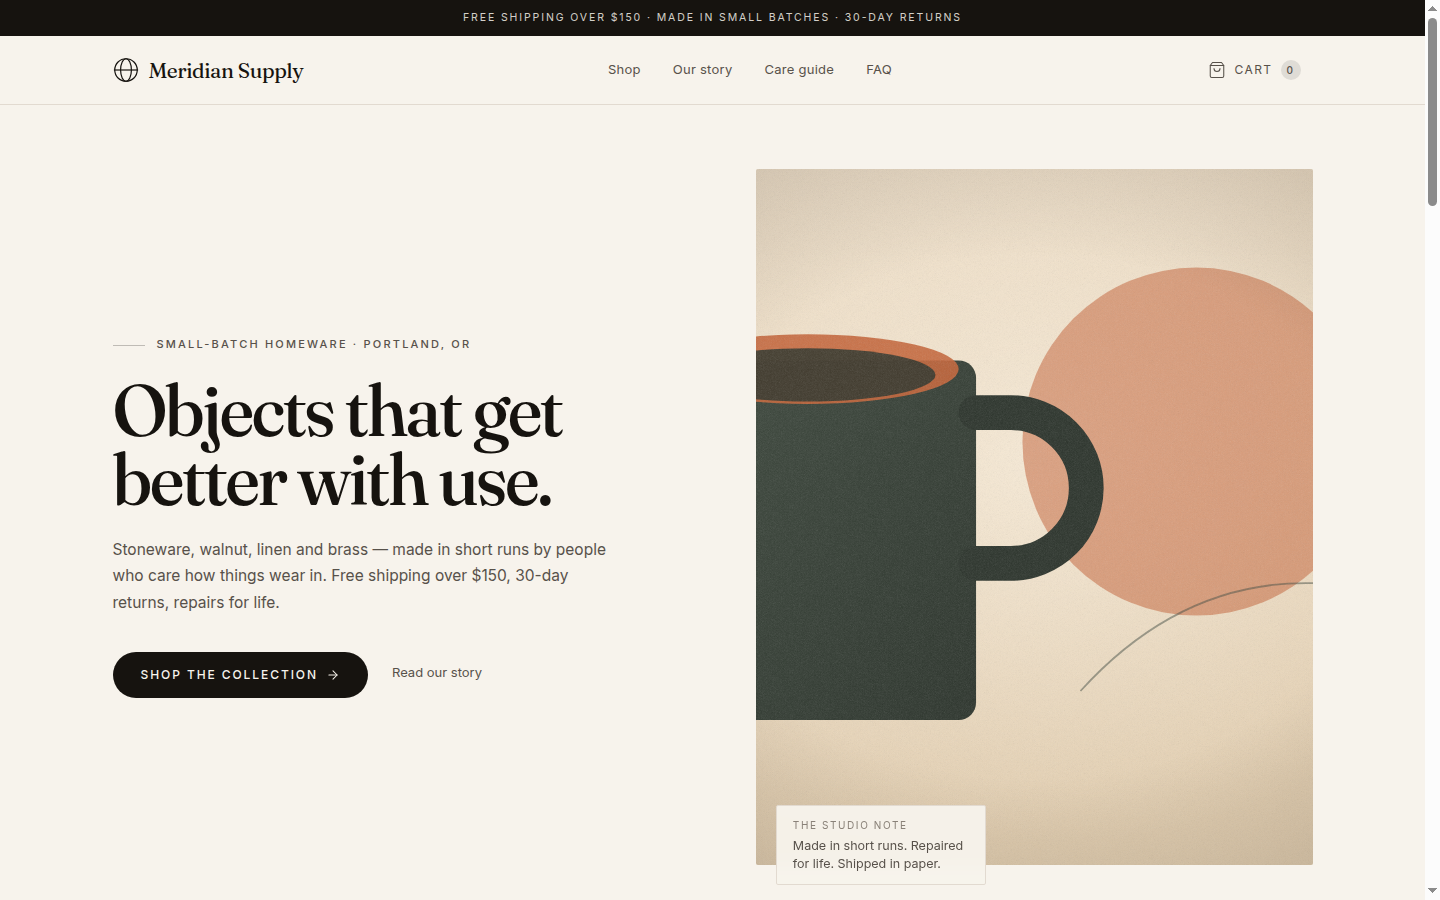 FREE SHIPPING OVER $150 · MADE IN SMALL BATCHES · 30-DAY RETURNS
Meridian Supply
Shop
Our story
Care guide
FAQ
CART 0
SMALL-BATCH HOMEWARE · PORTLAND, OR
Objects that get
better with use.
Stoneware, walnut, linen and brass — made in short runs by people
who care how things wear in. Free shipping over $150, 30-day
returns, repairs for life.
SHOP THE COLLECTION →
Read our story
THE STUDIO NOTE
Made in short runs. Repaired
for life. Shipped in paper.